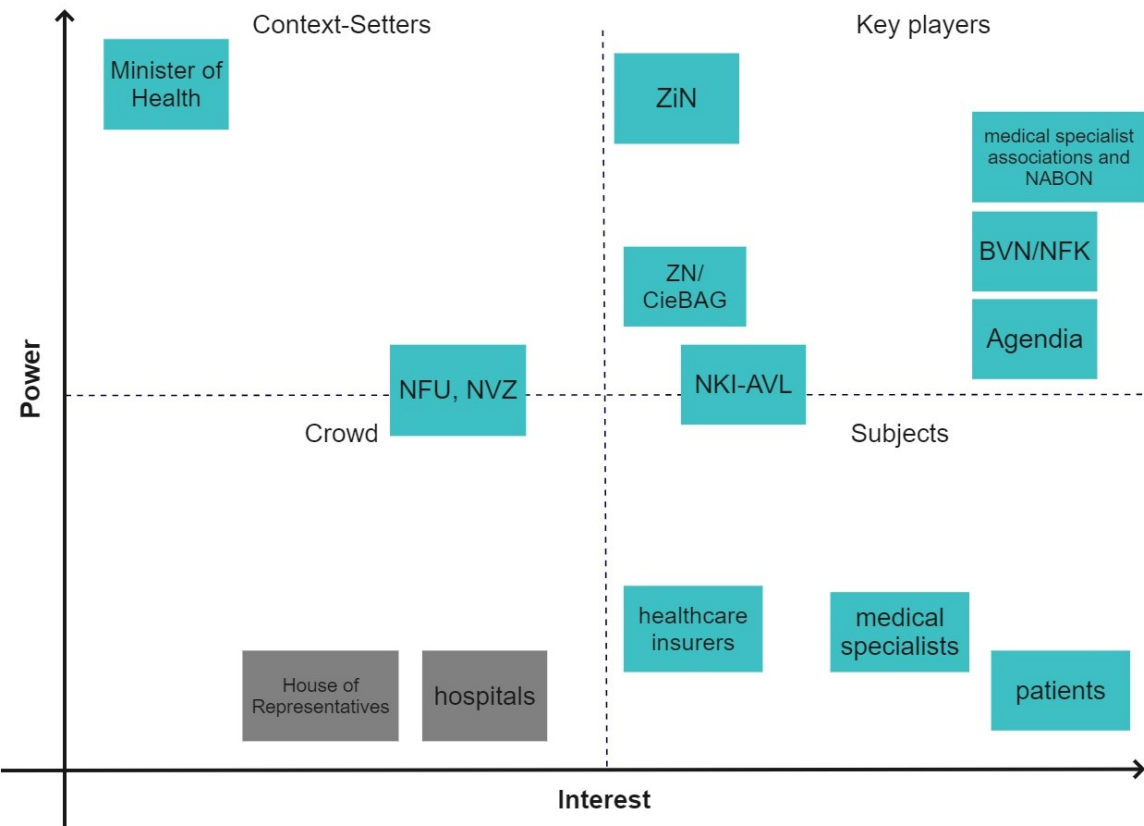 Context-Setters
Key players
Minister of
Health
ZiN
medical specialist
associations and
NABON
BVN/NFK
ZN/
CieBAG
Agendia
NFU, NVZ
NKI-AVL
Power
Crowd
Subjects
healthcare
insurers
medical
specialists
House of
Representatives
hospitals
patients
Interest